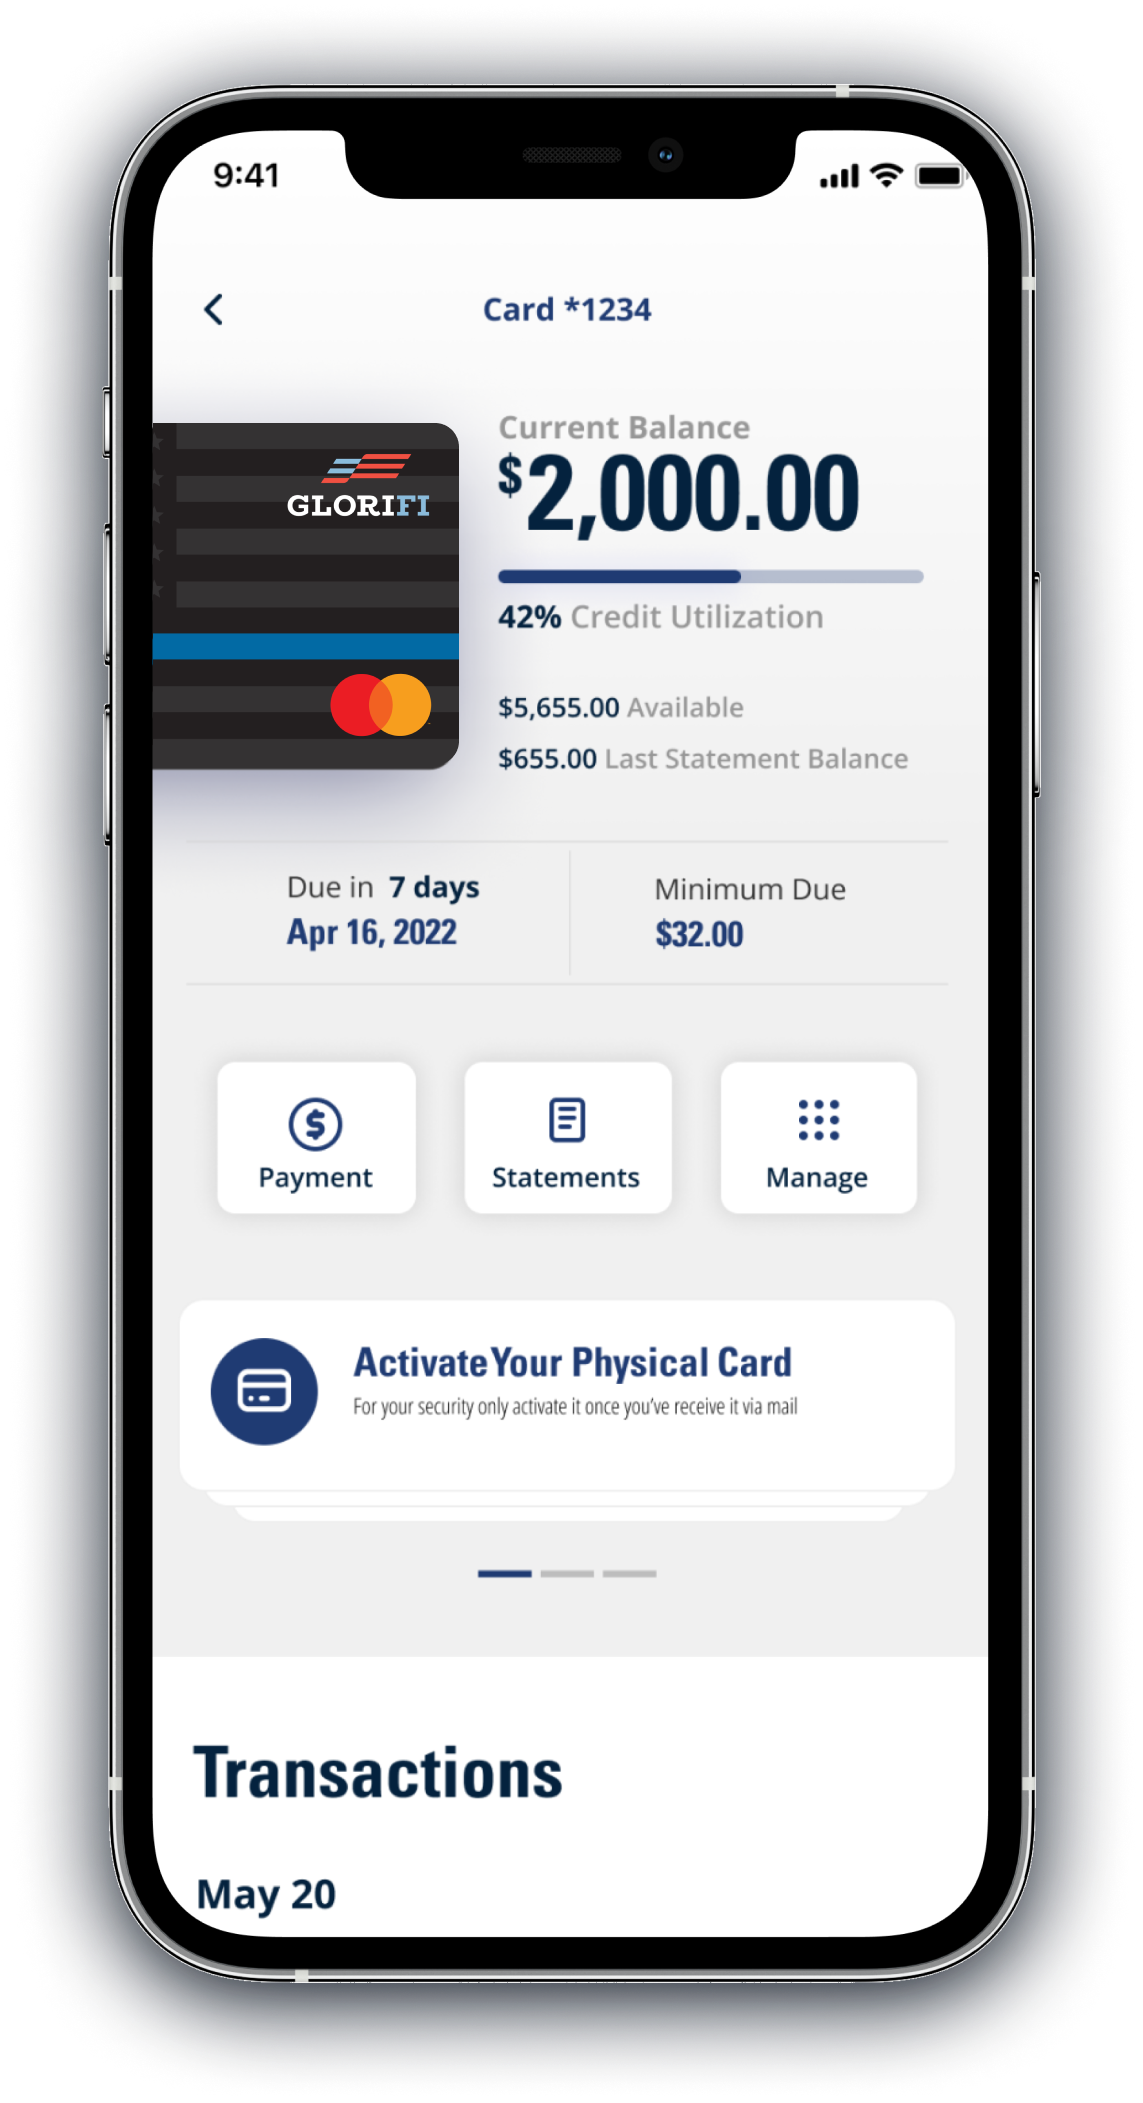 9:41
Card *1234
GLORIFI
Current Balance
$2,000.00
42% Credit Utilization
$5,655.00 Available
$655.00 Last Statement Balance
Due in 7 days
Apr 16, 2022
Minimum Due
$32.00
Payment
Statements
Manage
Activate Your Physical Card
For your security only activate it once you've receive it via mail
Transactions
May 20